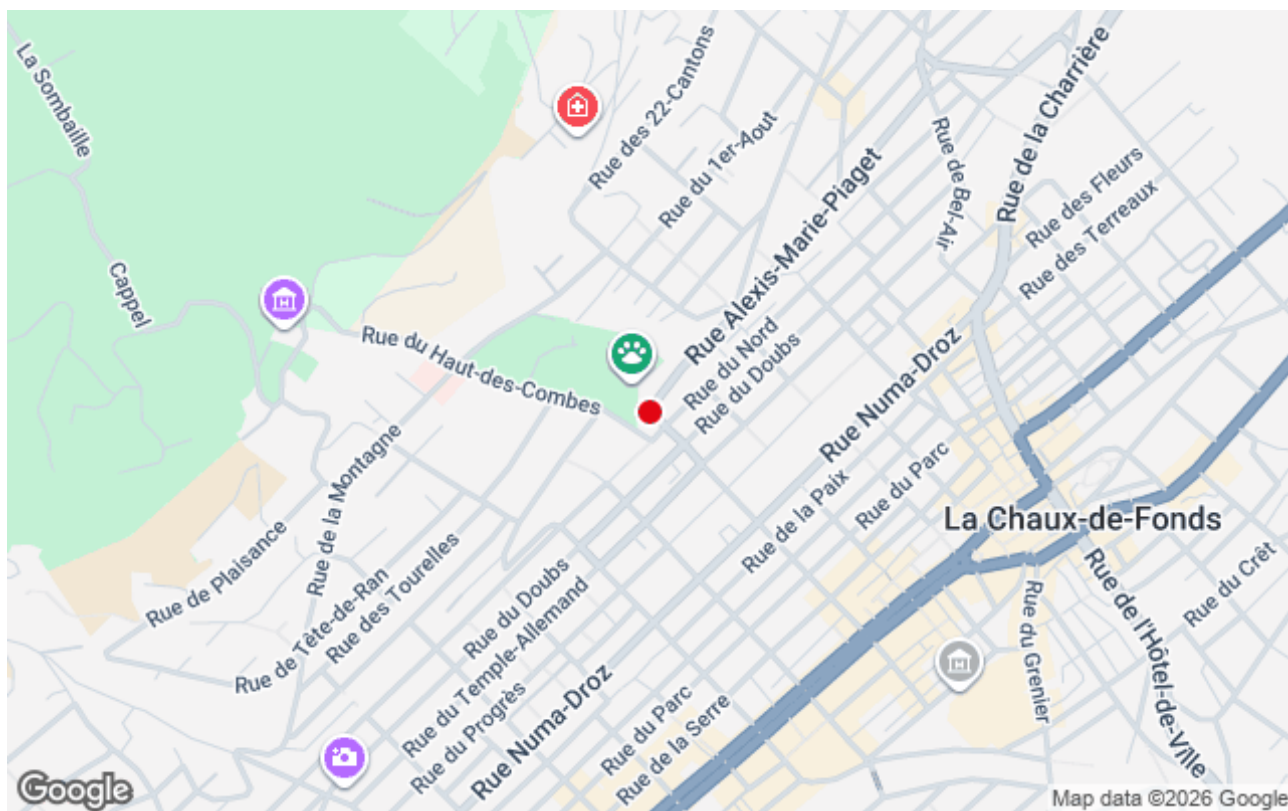 La Sombaille
Rue des 22-Cantons
Rue de la Charrière
Rue du 1er-Aout
Rue de Bel-Air
Rue des Fleurs
Rue des Terreaux
Rue Alexis-Marie-Piaget
Cappel
Rue du Haut-des-Combes
Rue du Nord
Rue du Doubs
Rue Numa-Droz
Rue de la Montagne
Rue de la Paix
Rue du Parc
La Chaux-de-Fonds
Rue de Plaisance
Rue de Tête-de-Ran
Rue des Tourelles
Rue du Doubs
Rue du Temple-Allemand
Rue du Progrès
Rue Numa-Droz
Rue du Parc
Rue de la Serre
Rue du Grenier
Rue de l'Hôtel-de-Ville
Rue du Crêt
H
H
Google
Map data ©2026 Google